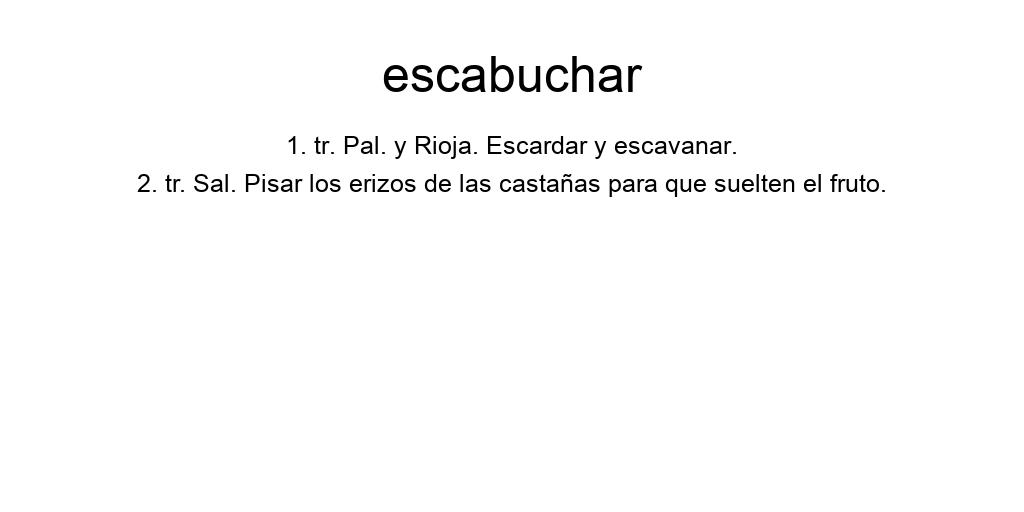 escabuchar
1. tr. Pal. y Rioja. Escardar y escavanar.
2. tr. Sal. Pisar los erizos de las castañas para que suelten el fruto.